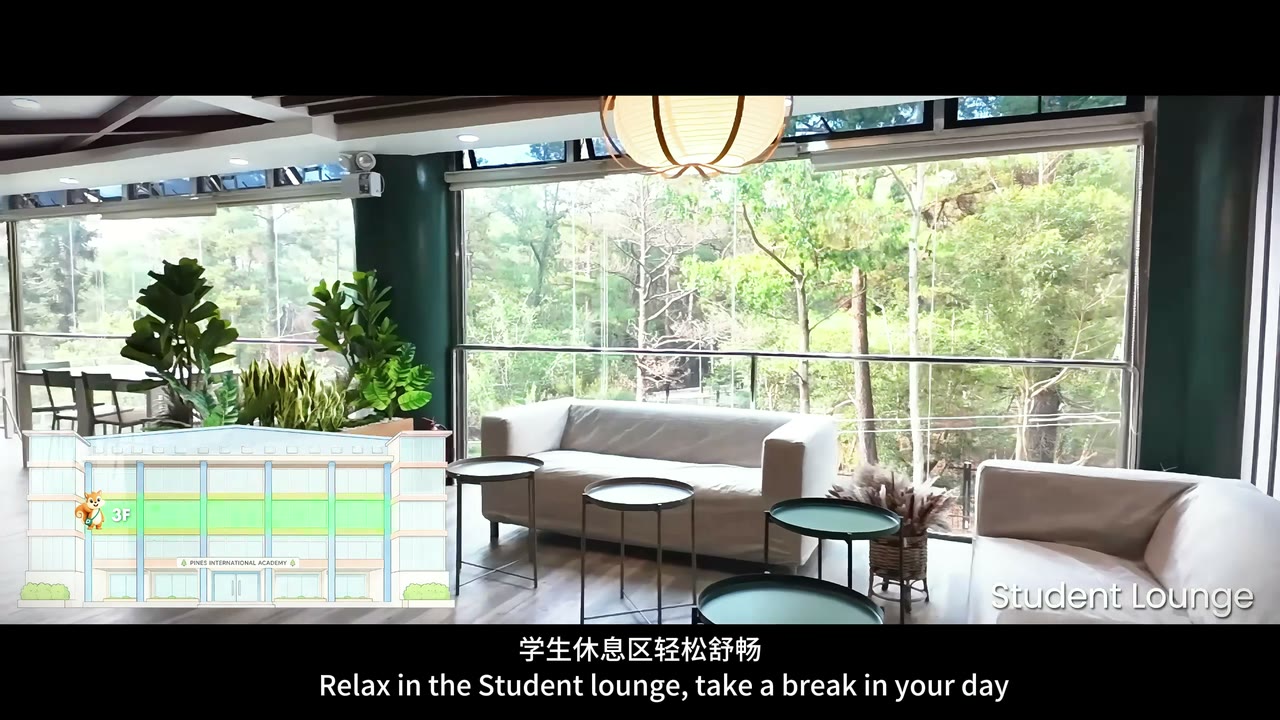 3F
PINES INTERNATIONAL ACADEMY
Student Lounge
学生休息区轻松舒畅
Relax in the Student lounge, take a break in your day